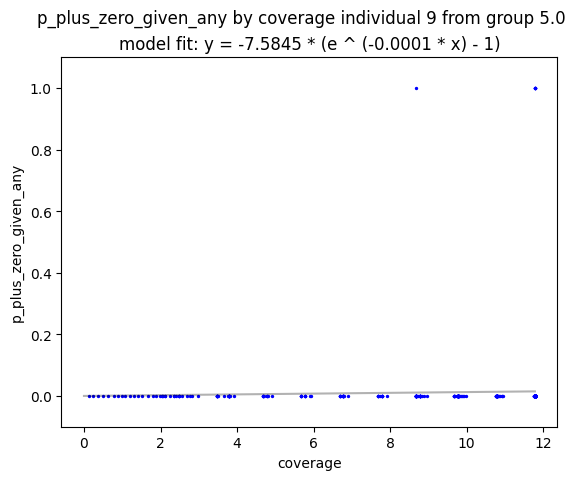 p_plus_zero_given_any by coverage individual 9 from group 5.0
model fit: y = -7.5845 * (e ^ (-0.0001 * x) - 1)
p_plus_zero_given_any
1.0
0.8
0.6
0.4
0.2
0.0
0 2 4 6 8 10 12
coverage